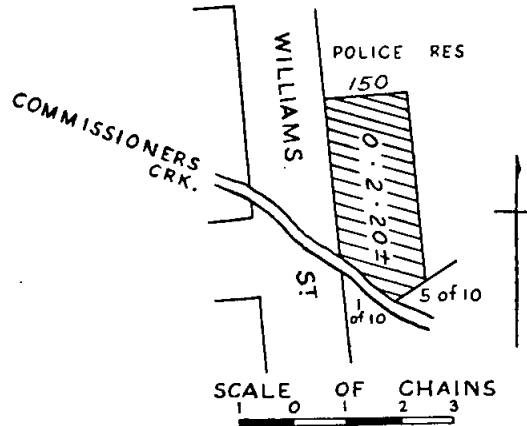 WILLIAMS. ST.
POLICE RES
150
COMMISSIONERS
CRK.
0·2·20±
5 of 10
1
of 10
SCALE OF CHAINS
1 0 1 2 3